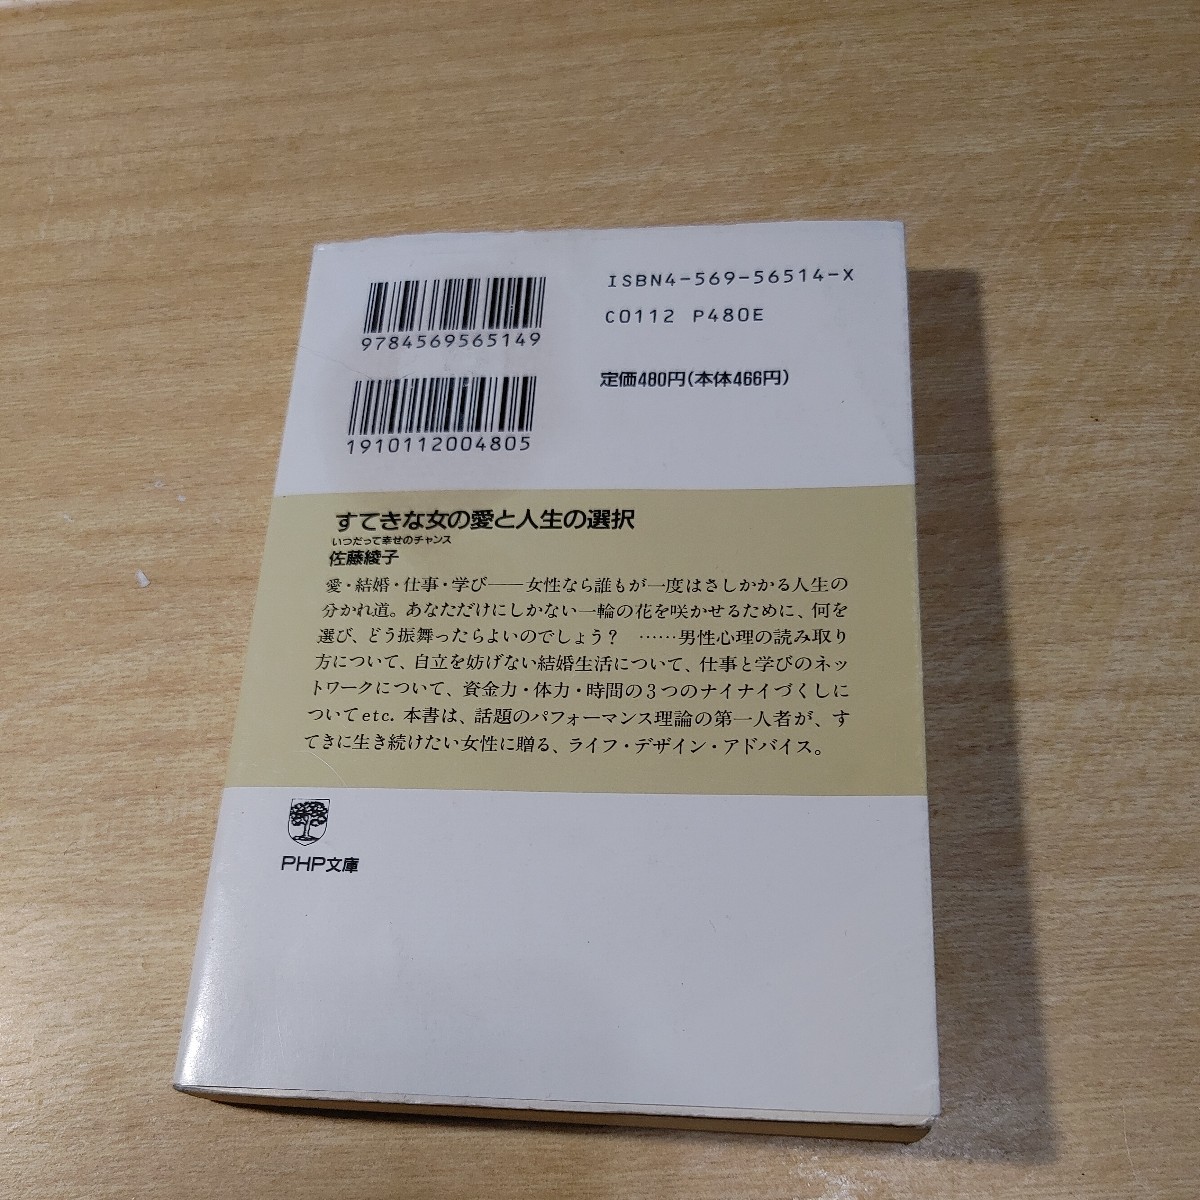 9784569565149
1910112004805
ISBN4-569-56514-X
C0112 P480E
定価480円(本体466円)
すてきな女の愛と人生の選択
いつだって幸せのチャンス
佐藤綾子
愛・結婚・仕事・学び――女性なら誰もが一度はさしかかる人生の
分かれ道。あなただけにしかない一輪の花を咲かせるために、何を
選び、どう振舞ったらよいのでしょう？ ……男性心理の読み取り
方について、自立を妨げない結婚生活について、仕事と学びのネッ
トワークについて、資金力・体力・時間の3つのナイナイづくしに
ついてetc. 本書は、話題のパフォーマンス理論の第一人者が、す
てきに生き続けたい女性に贈る、ライフ・デザイン・アドバイス。
PHP文庫